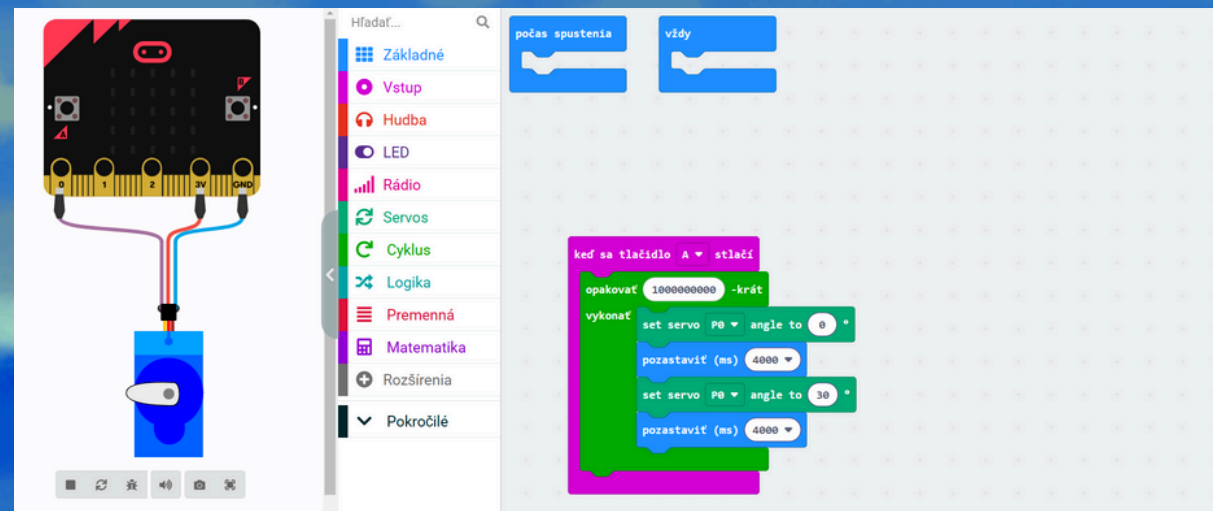 A
B
0 1 2 3V GND
Hľadať...
Základné
Vstup
Hudba
LED
Rádio
Servos
Cyklus
Logika
Premenná
Matematika
Rozšírenia
Pokročilé
počas spustenia
vždy
keď sa tlačidlo A stlačí
opakovať 1000000000 -krát
vykonať
set servo P0 angle to 0 °
pozastaviť (ms) 4000
set servo P0 angle to 30 °
pozastaviť (ms) 4000